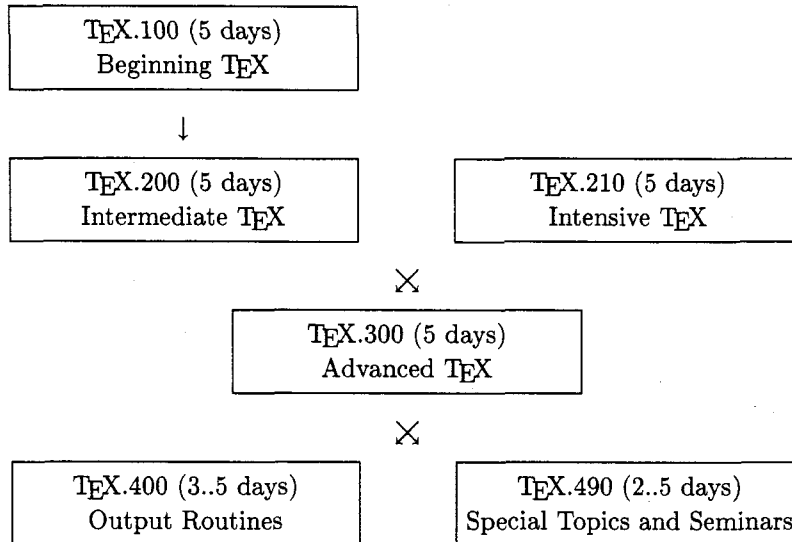 TEX.100 (5 days)
Beginning TEX
↓
TEX.200 (5 days)
Intermediate TEX
TEX.210 (5 days)
Intensive TEX
TEX.300 (5 days)
Advanced TEX
TEX.400 (3..5 days)
Output Routines
TEX.490 (2..5 days)
Special Topics and Seminars